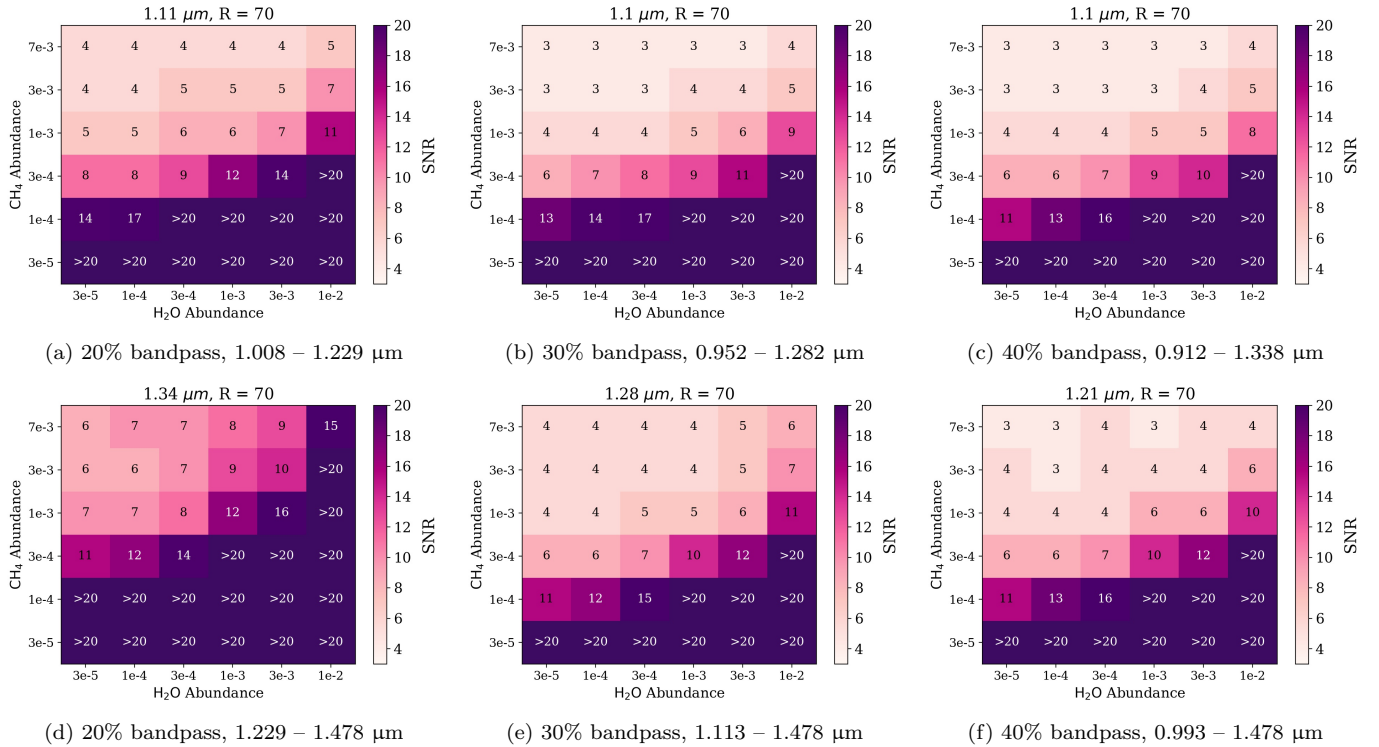 1.11 μm, R = 70
7e-3 4 4 4 4 4 5
3e-3 4 4 5 5 5 7
1e-3 5 5 6 6 7 11
3e-4 8 8 9 12 14 >20
1e-4 14 17 >20 >20 >20 >20
3e-5 >20 >20 >20 >20 >20 >20
3e-5 1e-4 3e-4 1e-3 3e-3 1e-2
H₂O Abundance
CH₄ Abundance
20 18 16 14 12 10 8 6 4
SNR
(a) 20% bandpass, 1.008 – 1.229 μm
1.1 μm, R = 70
7e-3 3 3 3 3 3 4
3e-3 3 3 3 4 4 5
1e-3 4 4 4 5 6 9
3e-4 6 7 8 9 11 >20
1e-4 13 14 17 >20 >20 >20
3e-5 >20 >20 >20 >20 >20 >20
3e-5 1e-4 3e-4 1e-3 3e-3 1e-2
H₂O Abundance
CH₄ Abundance
20 18 16 14 12 10 8 6 4
SNR
(b) 30% bandpass, 0.952 – 1.282 μm
1.1 μm, R = 70
7e-3 3 3 3 3 3 4
3e-3 3 3 3 3 4 5
1e-3 4 4 4 5 5 8
3e-4 6 6 7 9 10 >20
1e-4 11 13 16 >20 >20 >20
3e-5 >20 >20 >20 >20 >20 >20
3e-5 1e-4 3e-4 1e-3 3e-3 1e-2
H₂O Abundance
CH₄ Abundance
20 18 16 14 12 10 8 6 4
SNR
(c) 40% bandpass, 0.912 – 1.338 μm
1.34 μm, R = 70
7e-3 6 7 7 8 9 15
3e-3 6 6 7 9 10 >20
1e-3 7 7 8 12 16 >20
3e-4 11 12 14 >20 >20 >20
1e-4 >20 >20 >20 >20 >20 >20
3e-5 >20 >20 >20 >20 >20 >20
3e-5 1e-4 3e-4 1e-3 3e-3 1e-2
H₂O Abundance
CH₄ Abundance
20 18 16 14 12 10 8 6 4
SNR
(d) 20% bandpass, 1.229 – 1.478 μm
1.28 μm, R = 70
7e-3 4 4 4 4 5 6
3e-3 4 4 4 4 5 7
1e-3 4 4 5 5 6 11
3e-4 6 6 7 10 12 >20
1e-4 11 12 15 >20 >20 >20
3e-5 >20 >20 >20 >20 >20 >20
3e-5 1e-4 3e-4 1e-3 3e-3 1e-2
H₂O Abundance
CH₄ Abundance
20 18 16 14 12 10 8 6 4
SNR
(e) 30% bandpass, 1.113 – 1.478 μm
1.21 μm, R = 70
7e-3 3 3 4 3 4 4
3e-3 4 3 4 4 4 6
1e-3 4 4 4 6 6 10
3e-4 6 6 7 10 12 >20
1e-4 11 13 16 >20 >20 >20
3e-5 >20 >20 >20 >20 >20 >20
3e-5 1e-4 3e-4 1e-3 3e-3 1e-2
H₂O Abundance
CH₄ Abundance
20 18 16 14 12 10 8 6 4
SNR
(f) 40% bandpass, 0.993 – 1.478 μm